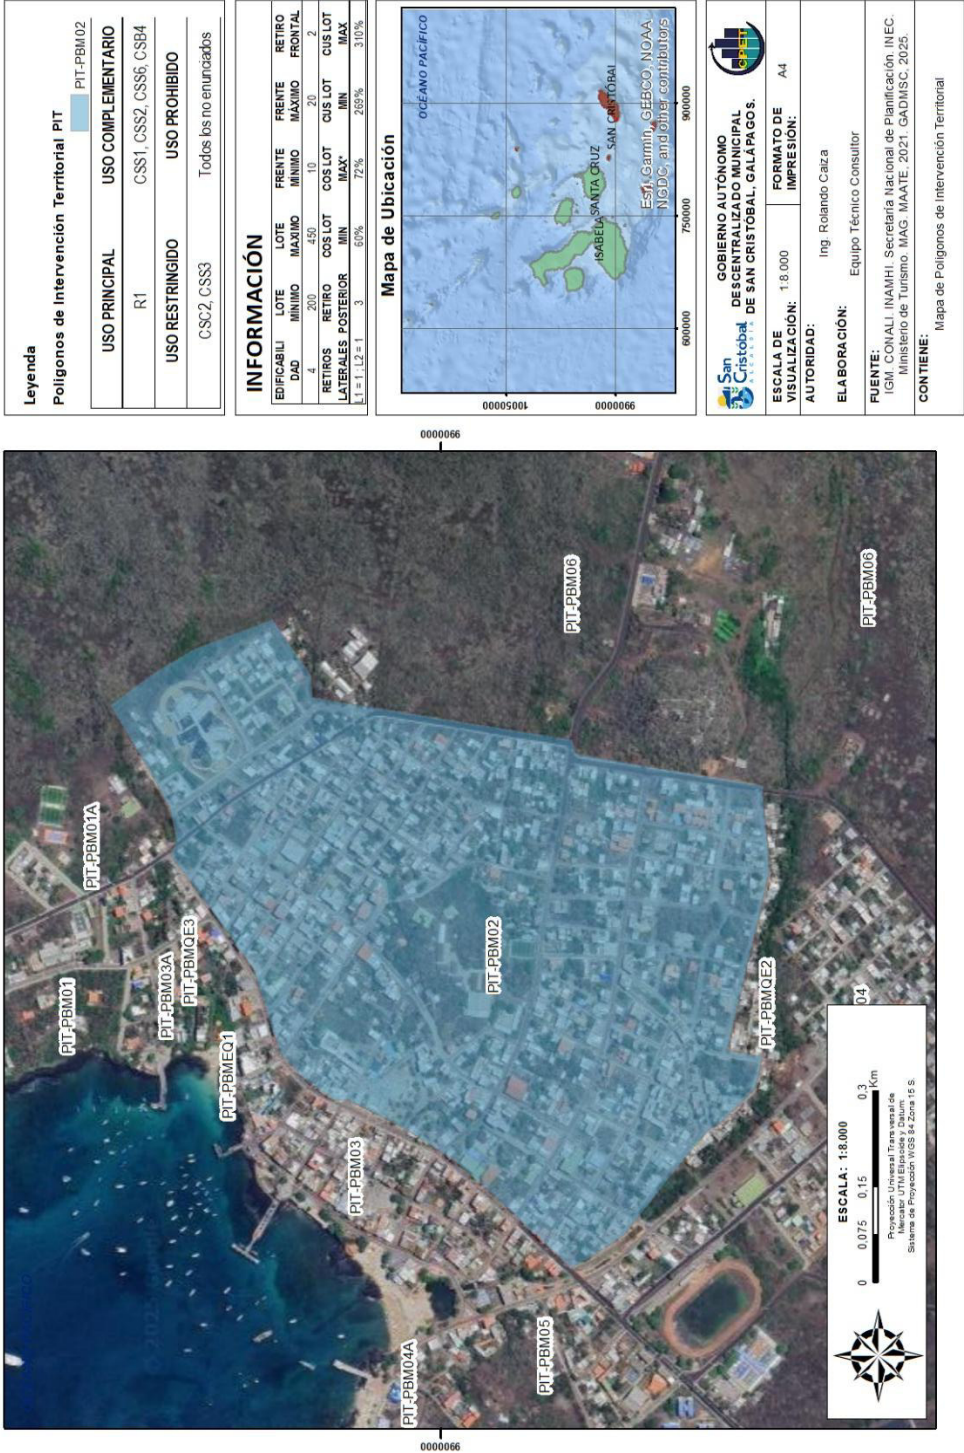 Leyenda
Polígonos de Intervención Territorial PIT
PIT-PBM02
USO PRINCIPAL USO COMPLEMENTARIO
R1 CSS1, CSS2, CSS6, CSB4
USO RESTRINGIDO USO PROHIBIDO
CSC2, CSS3 Todos los no enunciados
INFORMACIÓN
EDIFICABILI DAD LOTE MÍNIMO LOTE MAXIMO FRENTE MÍNIMO FRENTE MÁXIMO RETIRO FRONTAL
4 200 450 10 20 2
RETIROS LATERALES RETIRO POSTERIOR COS LOT MIN COS LOT MAX* CUS LOT MIN CUS LOT MAX
L1 = 1 ; L2 = 1 3 60% 72% 269% 310%
Mapa de Ubicación
OCÉANO PACÍFICO
ISABELA
SANTA CRUZ
SAN CRISTÓBAL
Esri, Garmin, GEBCO, NOAA
NGDC, and other contributors
600000 750000 900000
10050000
9900000
San
Cristóbal
ALCALDÍA
GOBIERNO AUTÓNOMO
DESCENTRALIZADO MUNICIPAL
DE SAN CRISTÓBAL, GALÁPAGOS.
CPET
ESCALA DE
VISUALIZACIÓN: 1:8.000
FORMATO DE
IMPRESIÓN: A4
AUTORIDAD:
Ing. Rolando Caiza
ELABORACIÓN:
Equipo Técnico Consultor
FUENTE:
IGM. CONALI. INAMHI. Secretaría Nacional de Planificación. INEC.
Ministerio de Turismo. MAG. MAATE. 2021. GADMSC, 2025.
CONTIENE:
Mapa de Polígonos de Intervención Territorial
9900000
9900000
PIT-PBM01
PIT-PBM01A
PIT-PBM03A
PIT-PBMQE3
PIT-PBMEQ1
PIT-PBM03
PIT-PBM04A
PIT-PBM02
PIT-PBM05
PIT-PBM06
PIT-PBMQE2
04
PIT-PBM06
ESCALA: 1:8.000
0 0,075 0,15 0,3
Km
Proyección Universal Transversal de
Mercator UTM Elipsoide y Datum:
Sistema de Proyección WGS 84 Zona 15 S.